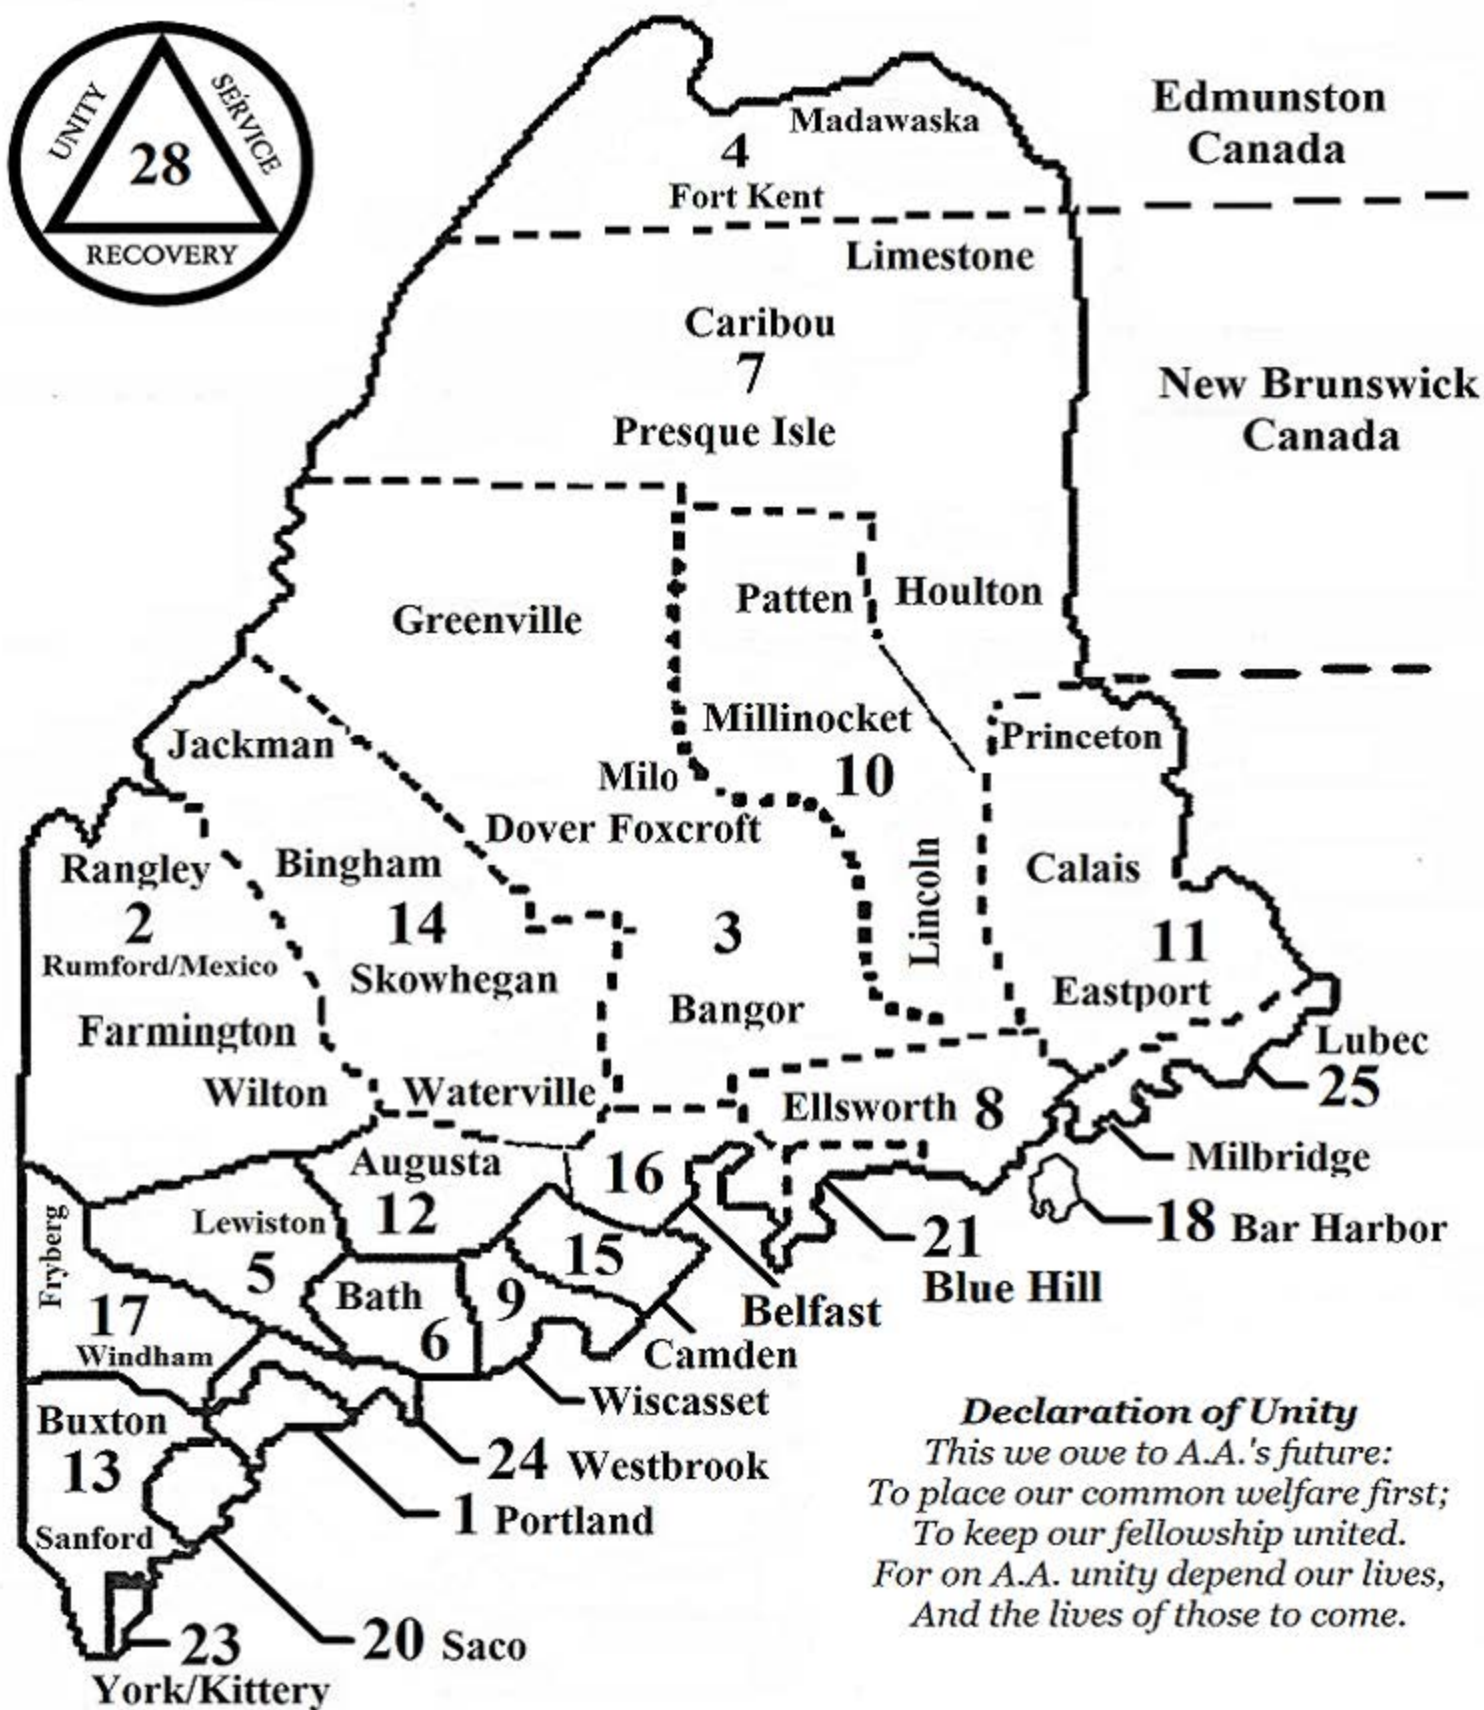 UNITY
SERVICE
28
RECOVERY
Edmunston
Canada
Madawaska
4
Fort Kent
Limestone
Caribou
7
New Brunswick
Canada
Presque Isle
Patten
Houlton
Greenville
Millinocket
Princeton
Jackman
Milo
10
Dover Foxcroft
Rangley
Bingham
Lincoln
Calais
2
14
3
11
Rumford/Mexico
Skowhegan
Eastport
Bangor
Farmington
Lubec
25
Wilton
Waterville
Ellsworth 8
Milbridge
Augusta
16
12
18 Bar Harbor
Lewiston
Fryberg
5
15
21
Blue Hill
Bath
9
Belfast
17
6
Windham
Camden
Wiscasset
Buxton
13
24 Westbrook
1 Portland
Sanford
20 Saco
23
York/Kittery
Declaration of Unity
This we owe to A.A.'s future:
To place our common welfare first;
To keep our fellowship united.
For on A.A. unity depend our lives,
And the lives of those to come.